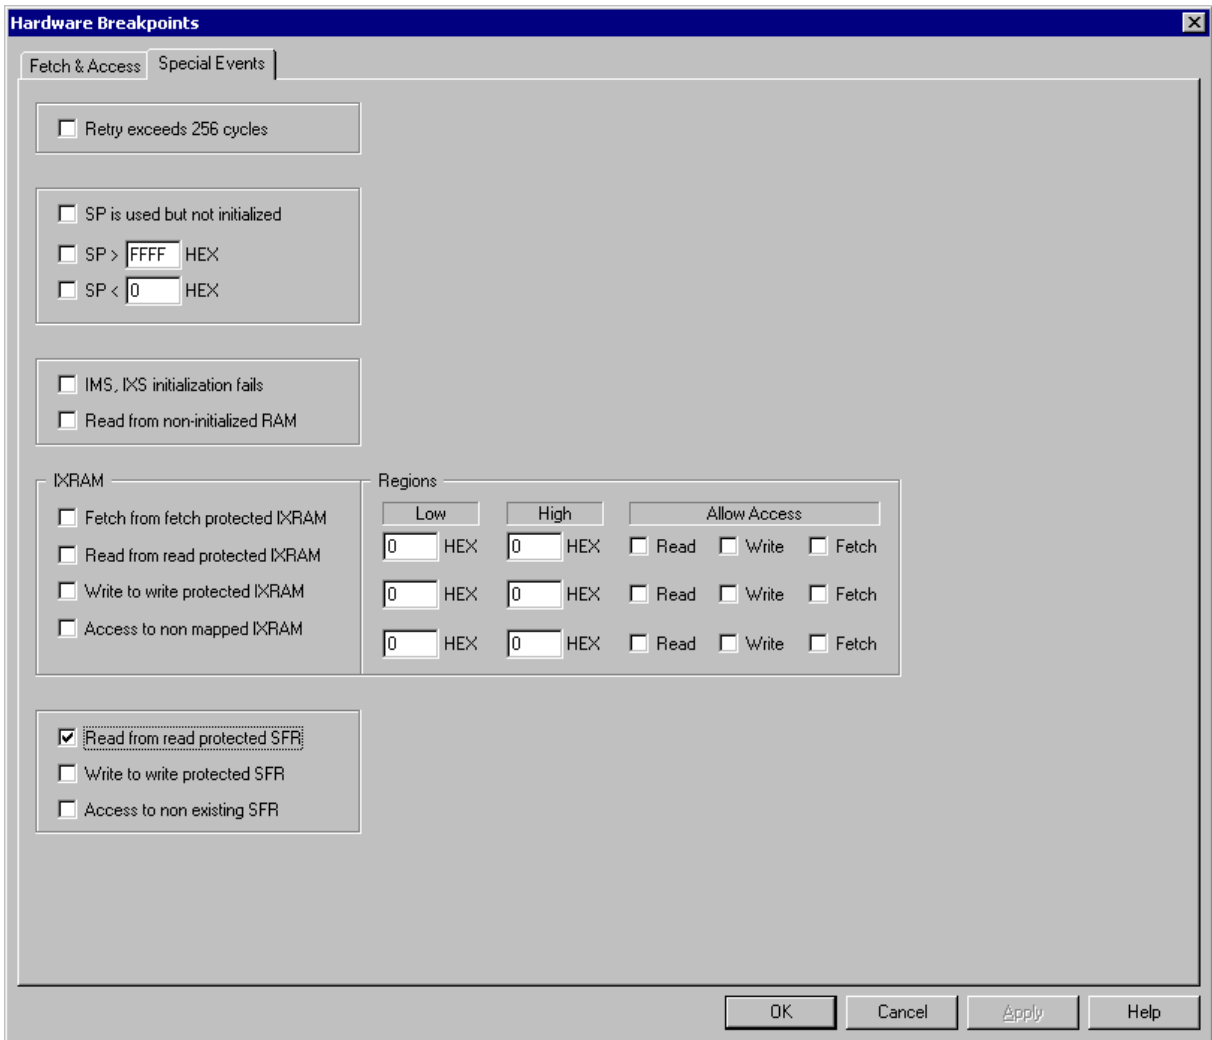 Hardware Breakpoints
Fetch & Access Special Events
Retry exceeds 256 cycles
SP is used but not initialized
SP > FFFF HEX
SP < 0 HEX
IMS, IXS initialization fails
Read from non-initialized RAM
IXRAM Regions
Low High Allow Access
Fetch from fetch protected IXRAM
0 HEX 0 HEX Read Write Fetch
Read from read protected IXRAM
Write to write protected IXRAM
0 HEX 0 HEX Read Write Fetch
Access to non mapped IXRAM
0 HEX 0 HEX Read Write Fetch
Read from read protected SFR
Write to write protected SFR
Access to non existing SFR
OK Cancel Apply Help